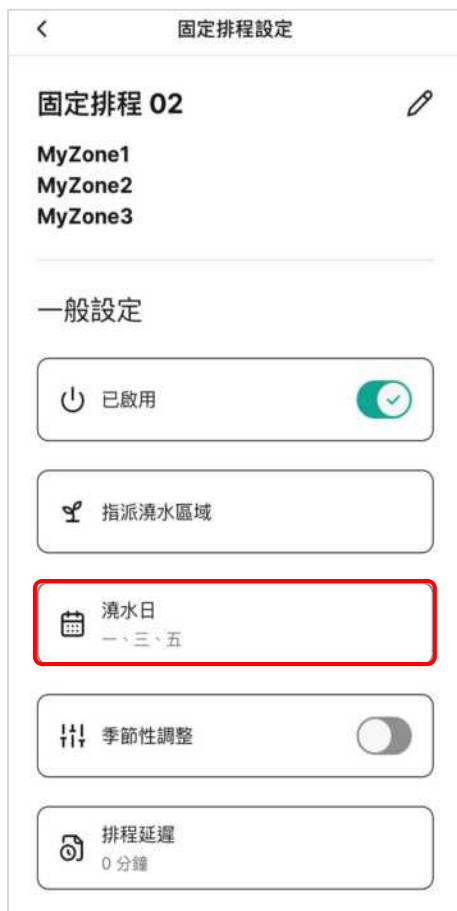 固定排程設定
固定排程 02
MyZone1
MyZone2
MyZone3
一般設定
已啟用
指派澆水區域
澆水日
一、三、五
季節性調整
排程延遲
0 分鐘